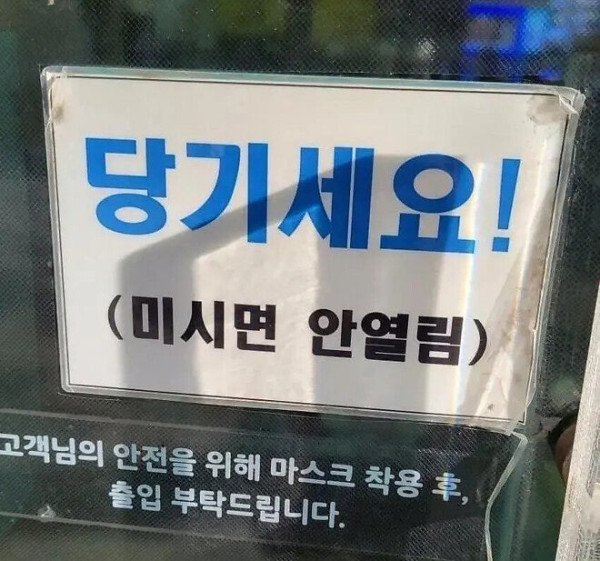 당기세요!
(미시면 안열림)
고객님의 안전을 위해 마스크 착용 후,
출입 부탁드립니다.